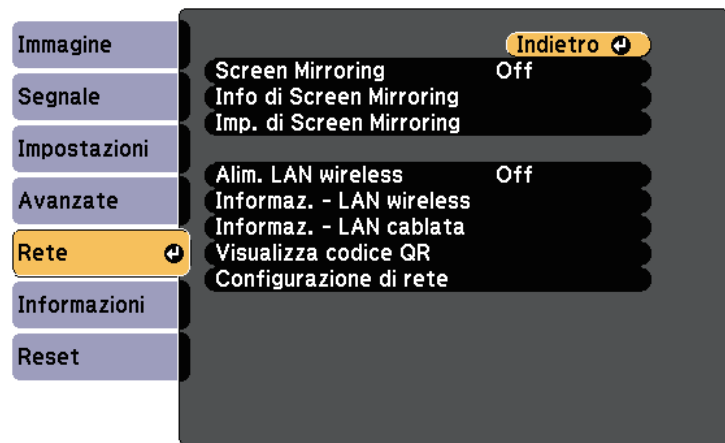 Immagine
Segnale
Impostazioni
Avanzate
Rete
Informazioni
Reset
Indietro
Screen Mirroring Off
Info di Screen Mirroring
Imp. di Screen Mirroring
Alim. LAN wireless Off
Informaz. - LAN wireless
Informaz. - LAN cablata
Visualizza codice QR
Configurazione di rete